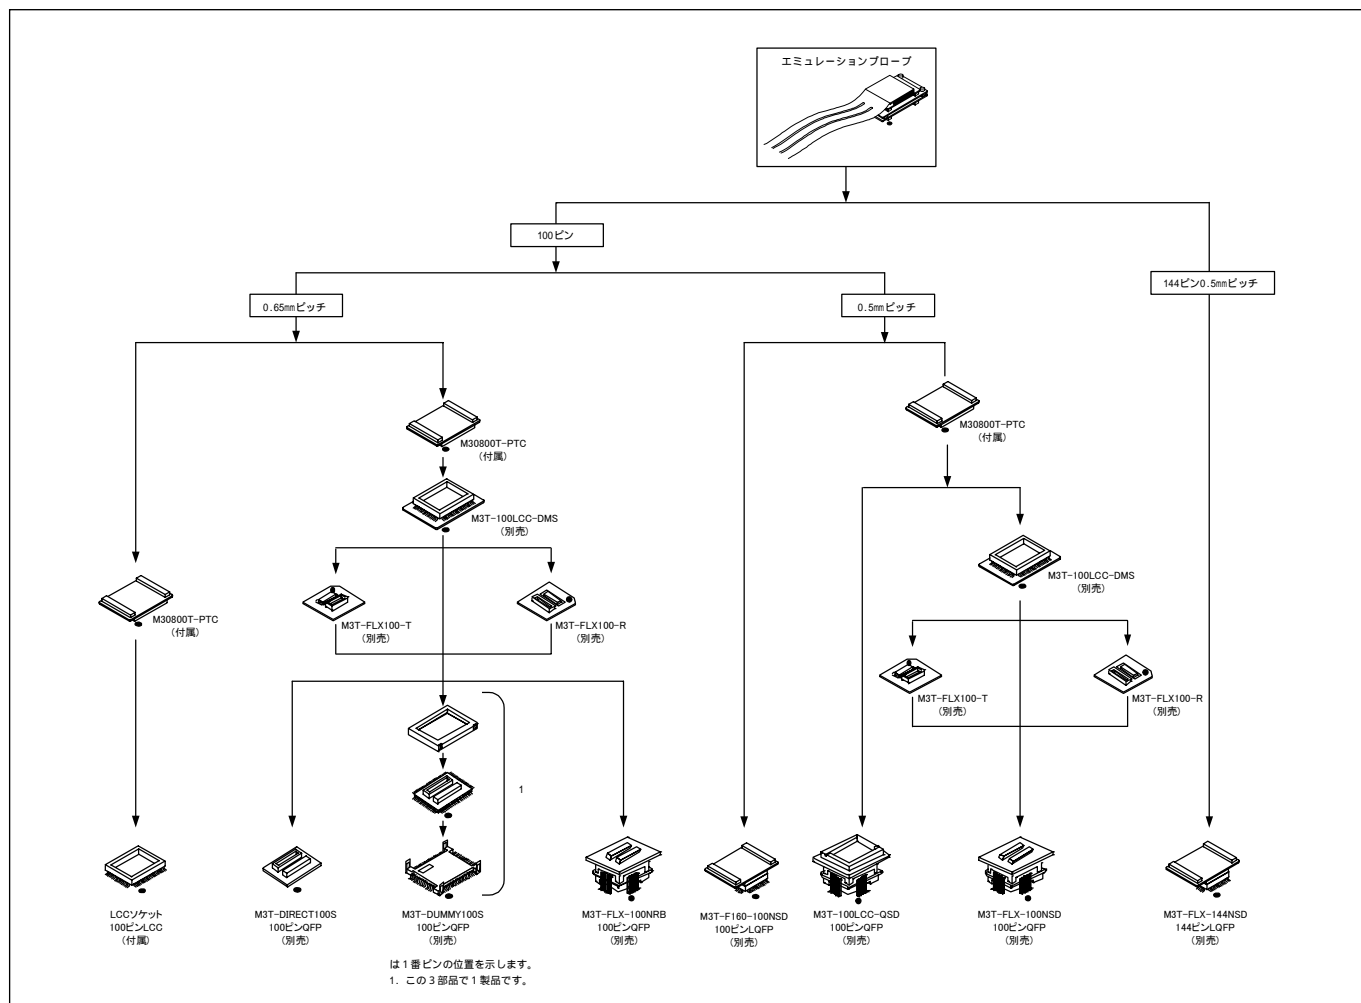 エミュレーションプローブ
100ピン
144ピン0.5mmピッチ
0.65mmピッチ
0.5mmピッチ
M30800T-PTC
(付属)
M30800T-PTC
(付属)
M3T-100LCC-DMS
(別売)
M3T-100LCC-DMS
(別売)
M30800T-PTC
(付属)
M3T-FLX100-T
(別売)
M3T-FLX100-R
(別売)
M3T-FLX100-T
(別売)
M3T-FLX100-R
(別売)
1
LCCソケット
100ピンLCC
(付属)
M3T-DIRECT100S
100ピンQFP
(別売)
M3T-DUMMY100S
100ピンQFP
(別売)
M3T-FLX-100NRB
100ピンQFP
(別売)
M3T-F160-100NSD
100ピンLQFP
(別売)
M3T-100LCC-QSD
100ピンQFP
(別売)
M3T-FLX-100NSD
100ピンQFP
(別売)
M3T-FLX-144NSD
144ピンLQFP
(別売)
は1番ピンの位置を示します。
1. この3部品で1製品です。